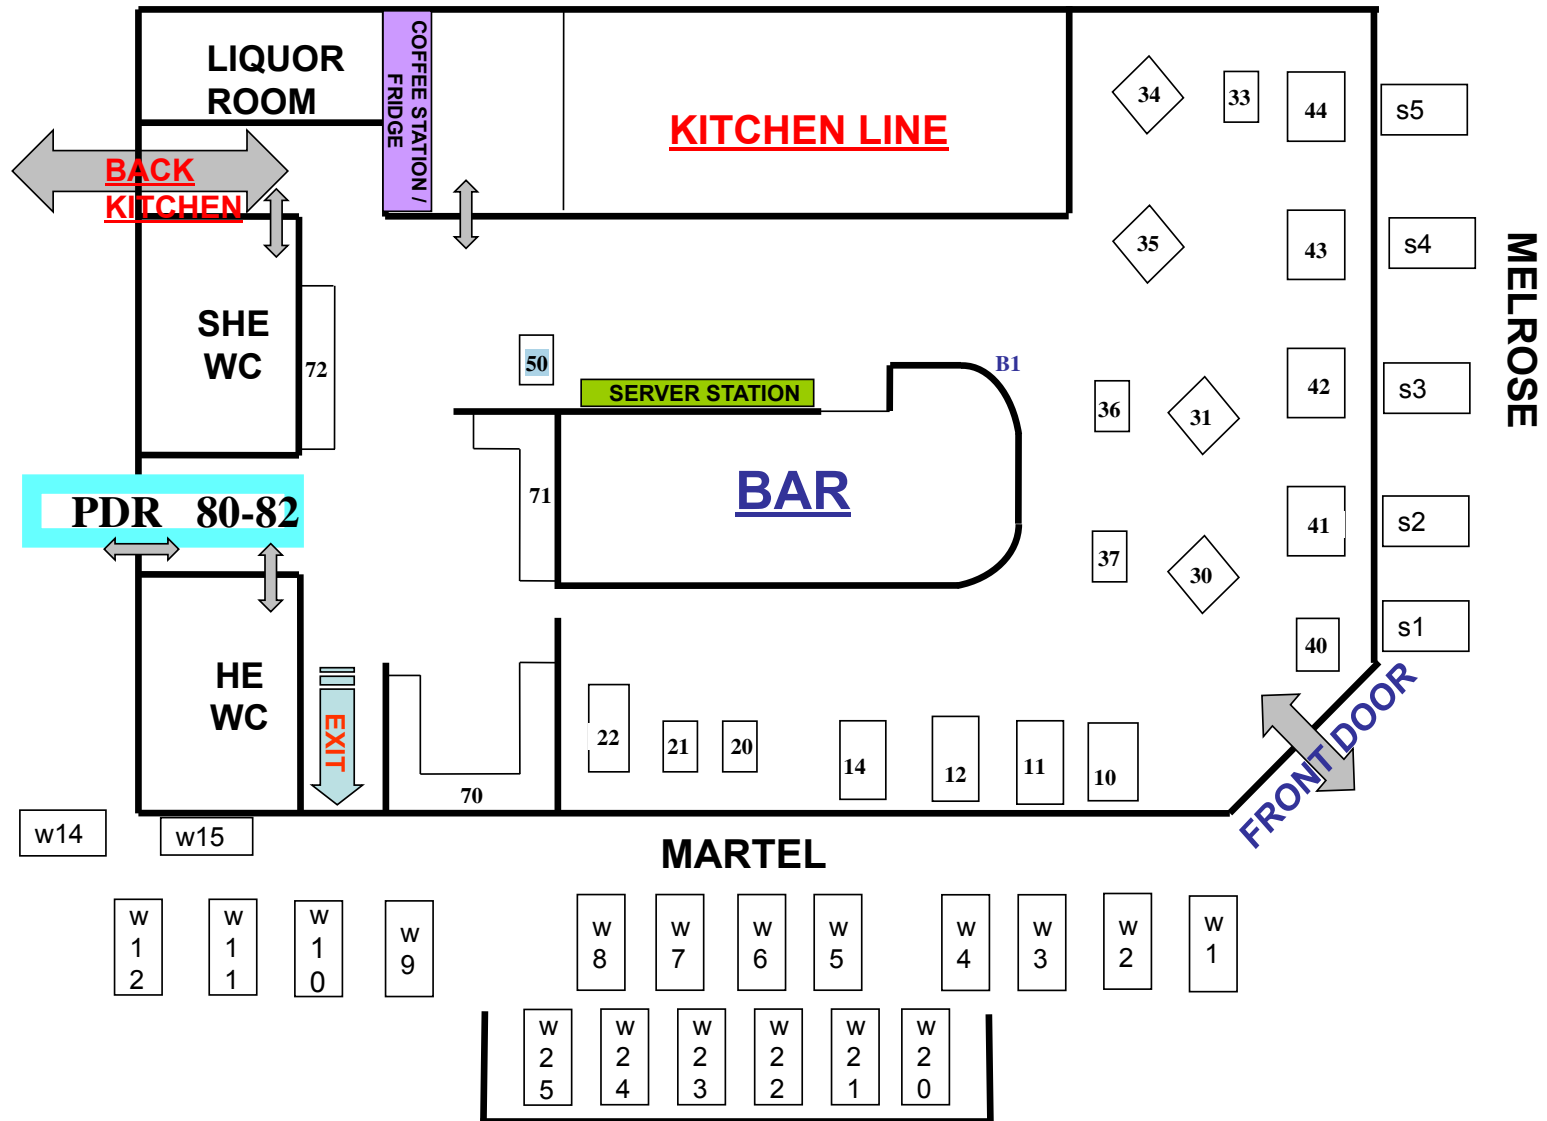 LIQUOR
ROOM
COFFEE STATION /
FRIDGE
KITCHEN LINE
34
33
44
s5
BACK
KITCHEN
35
43
s4
MELROSE
SHE
WC
72
50
SERVER STATION
B1
36
31
42
s3
PDR 80-82
71
BAR
37
30
41
s2
HE
WC
EXIT
70
22
21
20
14
12
11
10
40
s1
FRONT DOOR
w14
w15
MARTEL
w
1
2
w
1
1
w
1
0
w
9
w
8
w
7
w
6
w
5
w
4
w
3
w
2
w
1
w
2
5
w
2
4
w
2
3
w
2
2
w
2
1
w
2
0